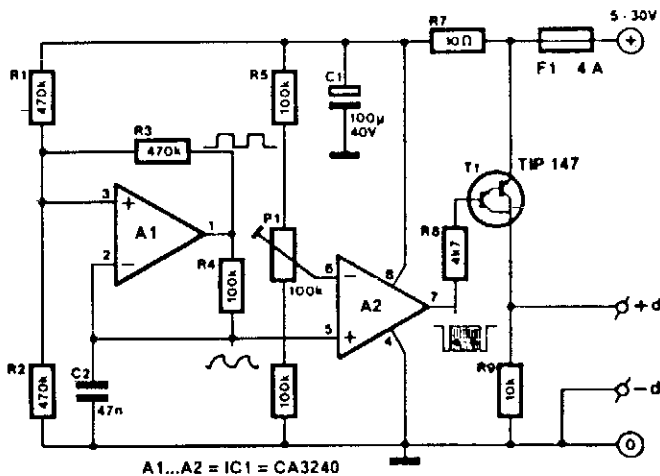 5 - 30V
R7
10Ω
+
F1 4 A
R1
470k
R5
100k
C1
100µ
40V
R3
470k
T1
TIP 147
3
+
A1
1
2
−
P1
100k
R4
100k
6
−
8
A2
7
5
+
4
R8
4k7
+d
R2
470k
C2
47n
100k
R9
10k
−d
0
A1...A2 = IC1 = CA3240